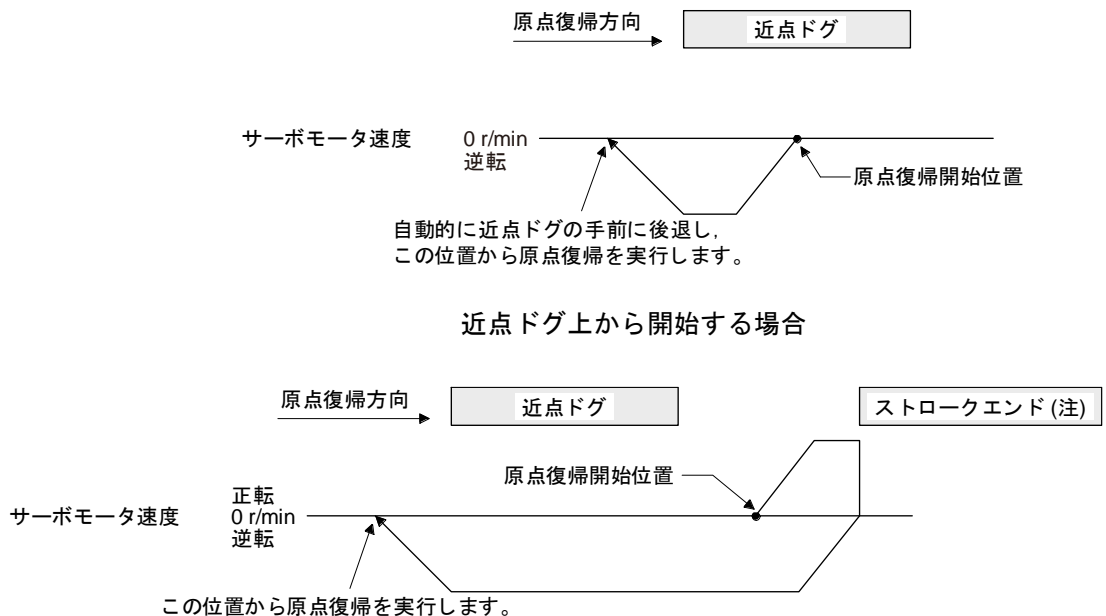 原点復帰方向
近点ドグ
サーボモータ速度
0 r/min
逆転
原点復帰開始位置
自動的に近点ドグの手前に後退し,
この位置から原点復帰を実行します。
近点ドグ上から開始する場合
原点復帰方向
近点ドグ
ストロークエンド (注)
原点復帰開始位置
サーボモータ速度
正転
0 r/min
逆転
この位置から原点復帰を実行します。